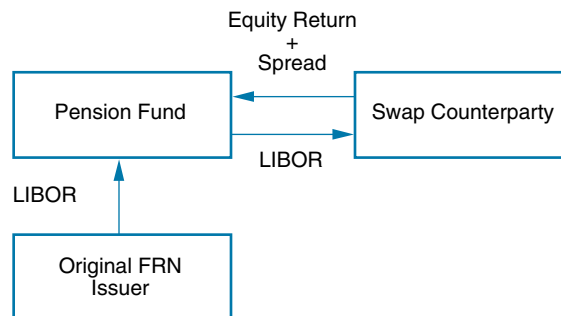 Equity Return
+
Spread
Pension Fund
Swap Counterparty
LIBOR
LIBOR
Original FRN
Issuer